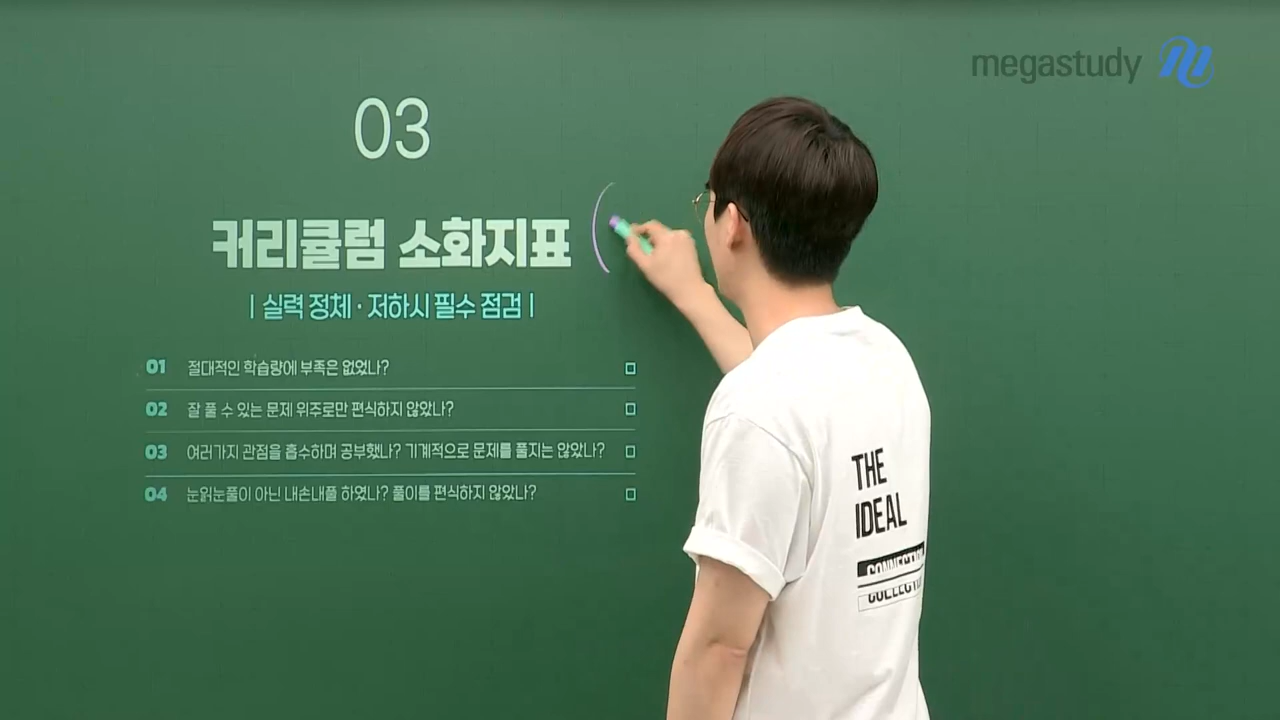 megastudy
03
커리큘럼 소화지표
| 실력 정체 · 저하시 필수 점검 |
01 절대적인 학습량에 부족은 없었나? □
02 잘 풀 수 있는 문제 위주로만 편식하지 않았나? □
03 여러가지 관점을 흡수하며 공부했나? 기계적으로 문제를 풀지는 않았나? □
04 눈읽눈풀이 아닌 내손내풀 하였나? 풀이를 편식하지 않았나? □
THE
IDEAL